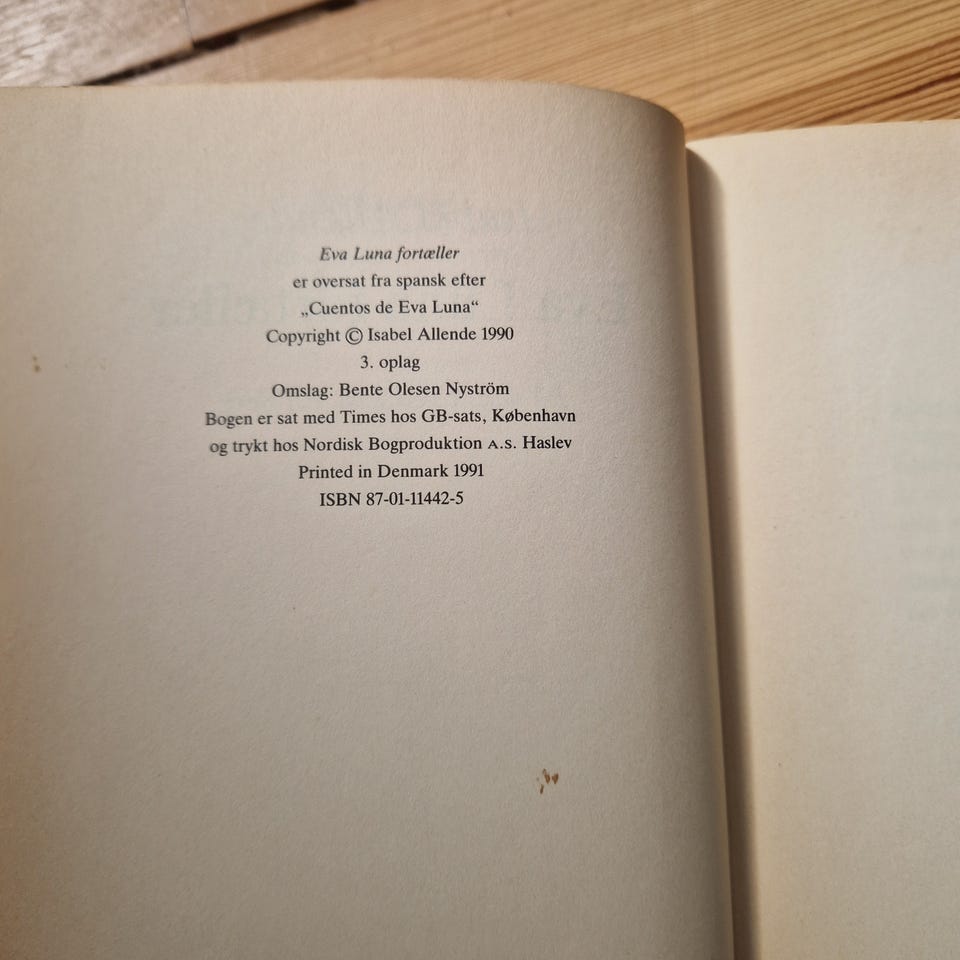 Eva Luna fortæller
er oversat fra spansk efter
„Cuentos de Eva Luna“
Copyright © Isabel Allende 1990
3. oplag
Omslag: Bente Olesen Nyström
Bogen er sat med Times hos GB-sats, København
og trykt hos Nordisk Bogproduktion A.S. Haslev
Printed in Denmark 1991
ISBN 87-01-11442-5